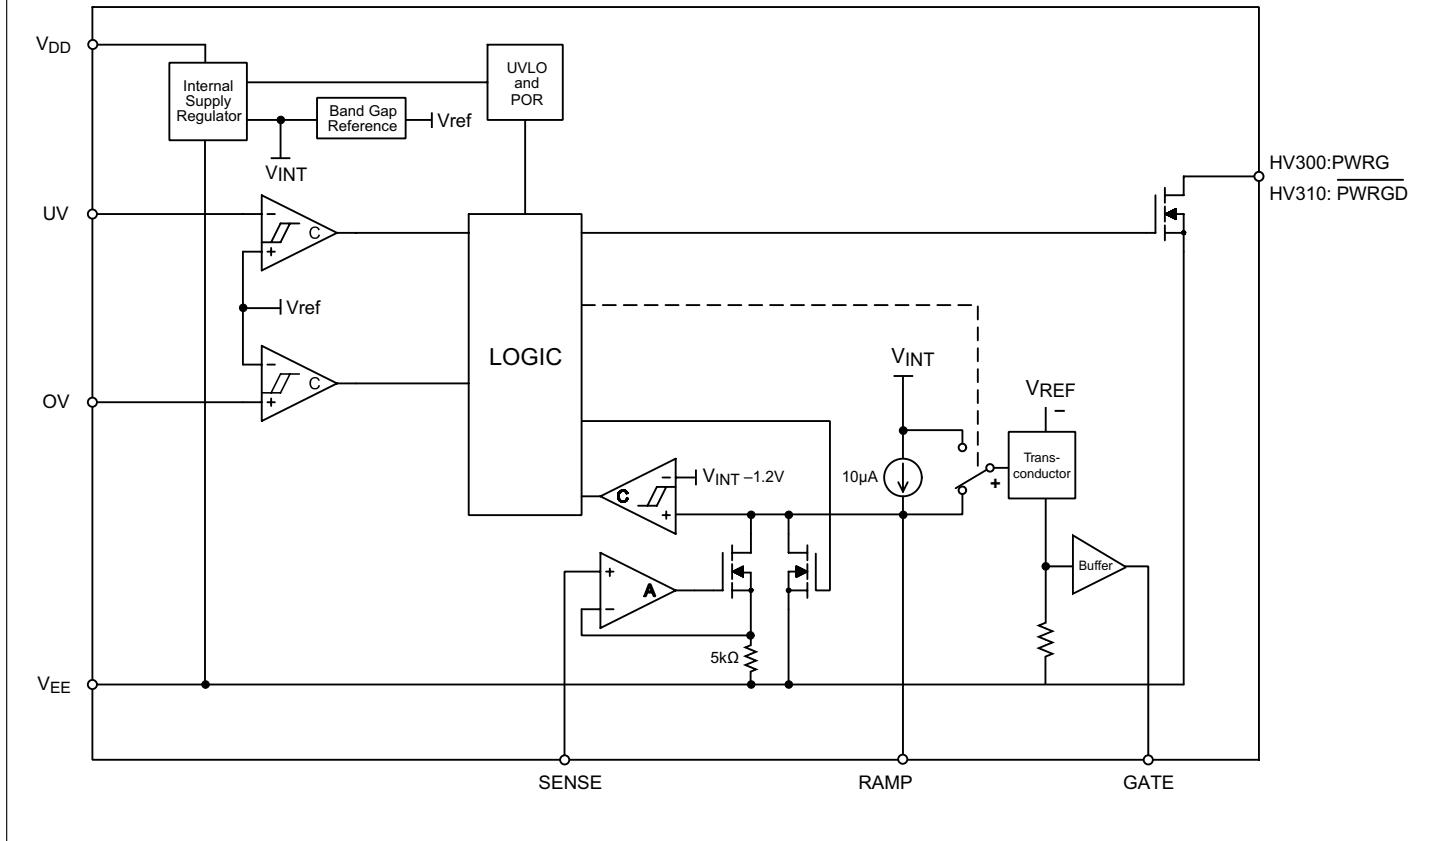 VDD
Internal
Supply
Regulator
UVLO
and
POR
Band Gap
Reference
Vref
VINT
HV300:PWRG
HV310: PWRGD
UV
−
C
+
Vref
LOGIC
−
C
+
OV
VINT
VREF
−
Trans-
conductor
+
10µA
C
−
VINT –1.2V
+
+
A
−
Buffer
5kΩ
VEE
SENSE
RAMP
GATE